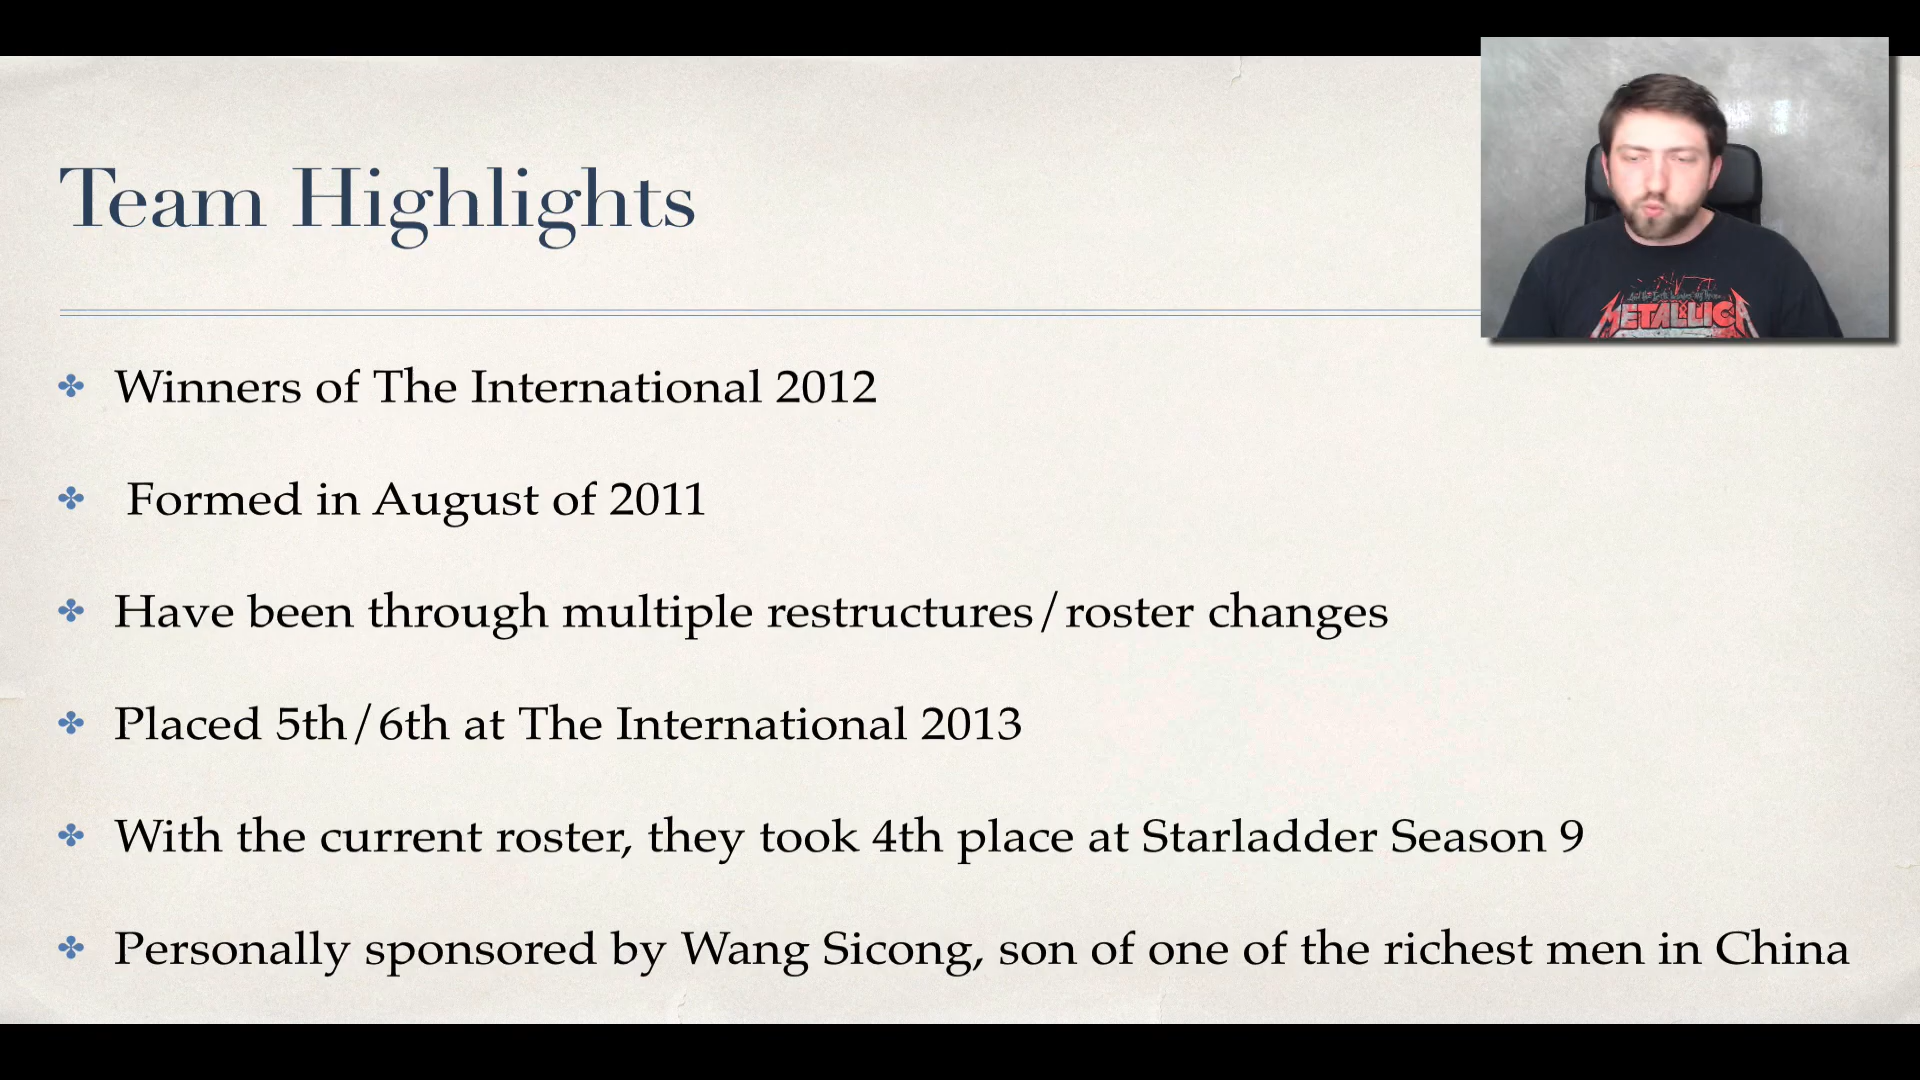 Team Highlights
METALLICA
Winners of The International 2012
Formed in August of 2011
Have been through multiple restructures/roster changes
Placed 5th/6th at The International 2013
With the current roster, they took 4th place at Starladder Season 9
Personally sponsored by Wang Sicong, son of one of the richest men in China